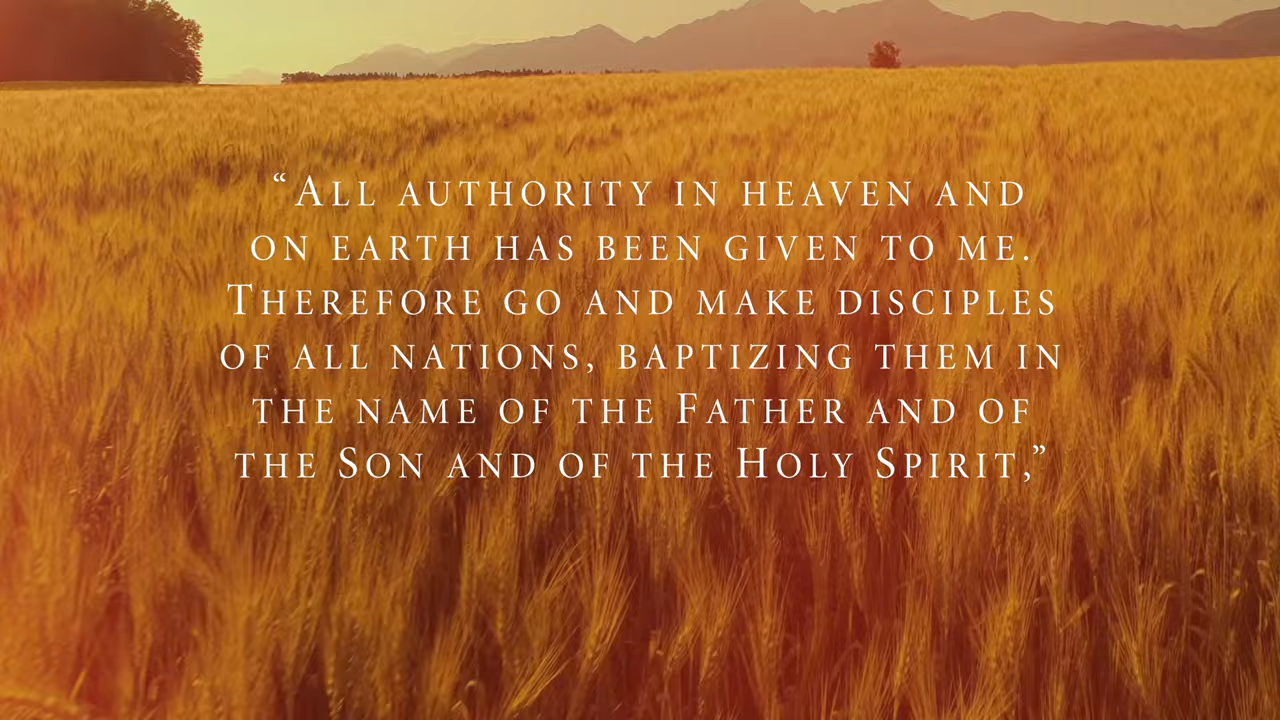 “All authority in heaven and
on earth has been given to me.
Therefore go and make disciples
of all nations, baptizing them in
the name of the Father and of
the Son and of the Holy Spirit,”